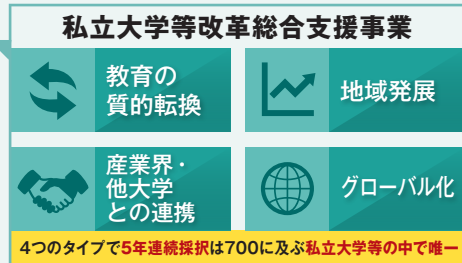 私立大学等改革総合支援事業
教育の
質的転換
地域発展
産業界・
他大学
との連携
グローバル化
4つのタイプで5年連続採択は700に及ぶ私立大学等の中で唯一